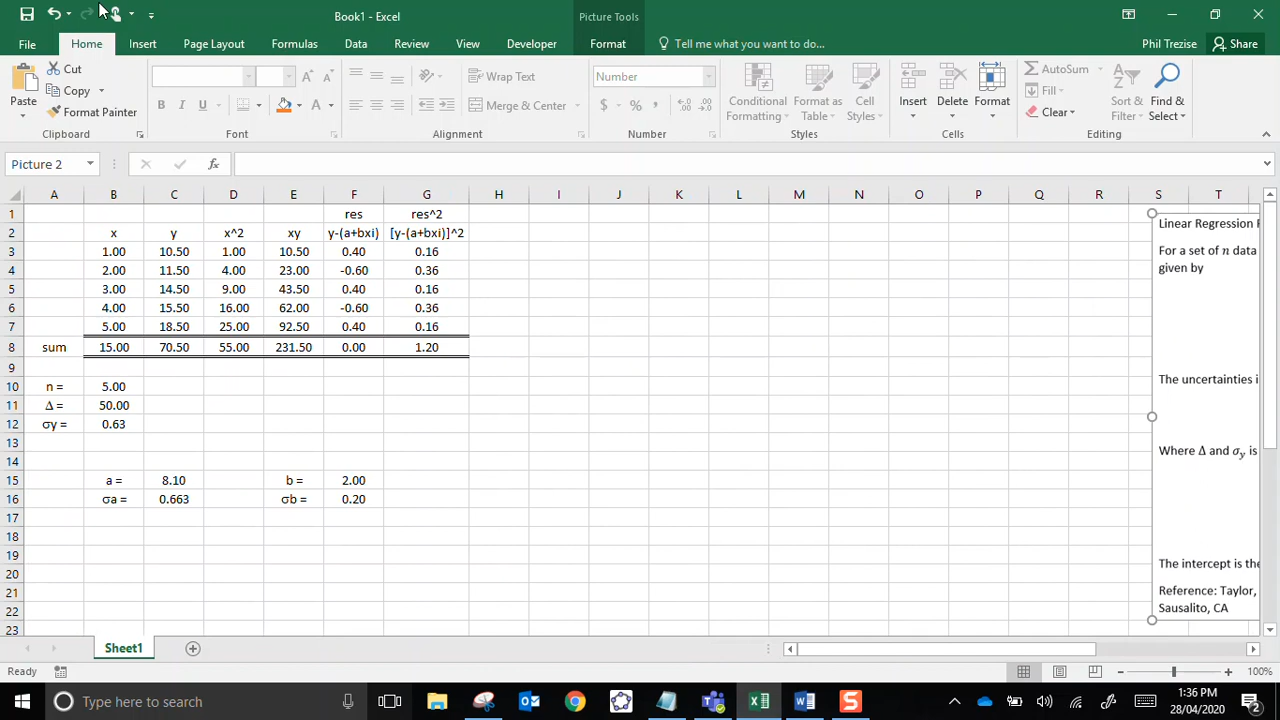 Book1 - Excel
Picture Tools
File Home Insert Page Layout Formulas Data Review View Developer Format Tell me what you want to do... Phil Trezise Share
Paste
Cut
Copy
Format Painter
Clipboard
B I U
A A
Font
Wrap Text
Merge & Center
Alignment
Number
$ % ,
Number
Conditional Formatting
Format as Table
Cell Styles
Styles
Insert
Delete
Format
Cells
AutoSum
Fill
Clear
Sort & Filter
Find & Select
Editing
Picture 2
fx
A B C D E F G H I J K L M N O P Q R S T
1 res res^2
2 x y x^2 xy y-(a+bxi) [y-(a+bxi)]^2
3 1.00 10.50 1.00 10.50 0.40 0.16
4 2.00 11.50 4.00 23.00 -0.60 0.36
5 3.00 14.50 9.00 43.50 0.40 0.16
6 4.00 15.50 16.00 62.00 -0.60 0.36
7 5.00 18.50 25.00 92.50 0.40 0.16
8 sum 15.00 70.50 55.00 231.50 0.00 1.20
9
10 n = 5.00
11 Δ = 50.00
12 σy = 0.63
13
14
15 a = 8.10 b = 2.00
16 σa = 0.663 σb = 0.20
17
18
19
20
21
22
23
Linear Regression
For a set of n data
given by
The uncertainties i
Where Δ and σy is
The intercept is the
Reference: Taylor,
Sausalito, CA
Sheet1
Ready
100%
Type here to search
1:36 PM
28/04/2020
2